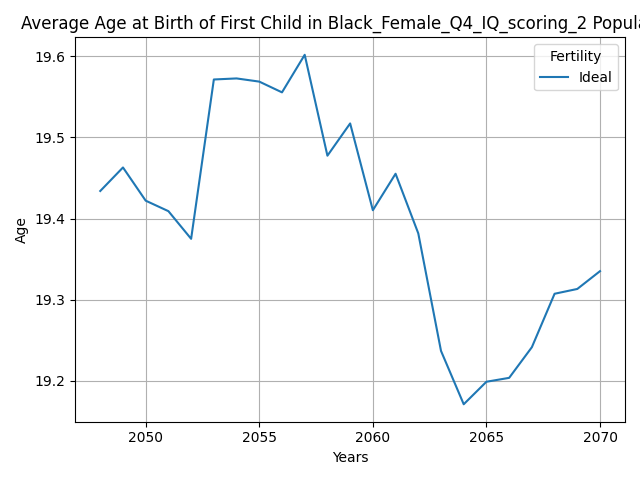 Average Age at Birth of First Child in Black_Female_Q4_IQ_scoring_2 Popula
19.6
19.5
19.4
19.3
19.2
Age
Fertility
Ideal
2050 2055 2060 2065 2070
Years